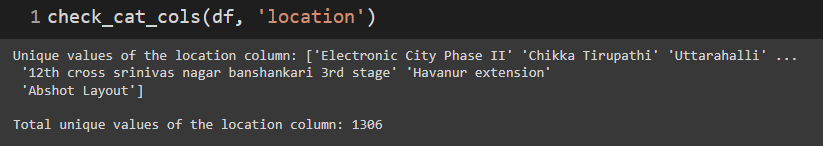 1 check_cat_cols(df, 'location')
Unique values of the location column: ['Electronic City Phase II' 'Chikka Tirupathi' 'Uttarahalli' ...
'12th cross srinivas nagar banshankari 3rd stage' 'Havanur extension'
'Abshot Layout']
Total unique values of the location column: 1306